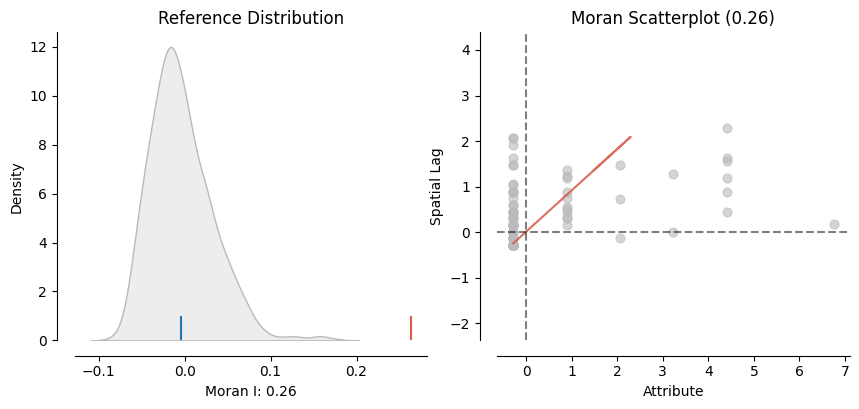 Reference Distribution
Density
12
10
8
6
4
2
0
−0.1 0.0 0.1 0.2
Moran I: 0.26
Moran Scatterplot (0.26)
Spatial Lag
4
3
2
1
0
−1
−2
0 1 2 3 4 5 6 7
Attribute